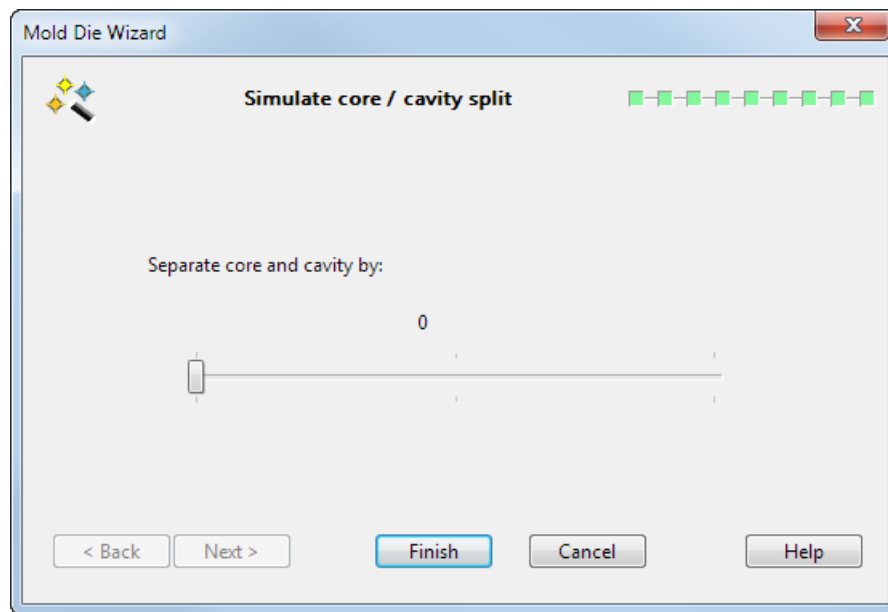 Mold Die Wizard
Simulate core / cavity split
Separate core and cavity by:
0
< Back
Next >
Finish
Cancel
Help